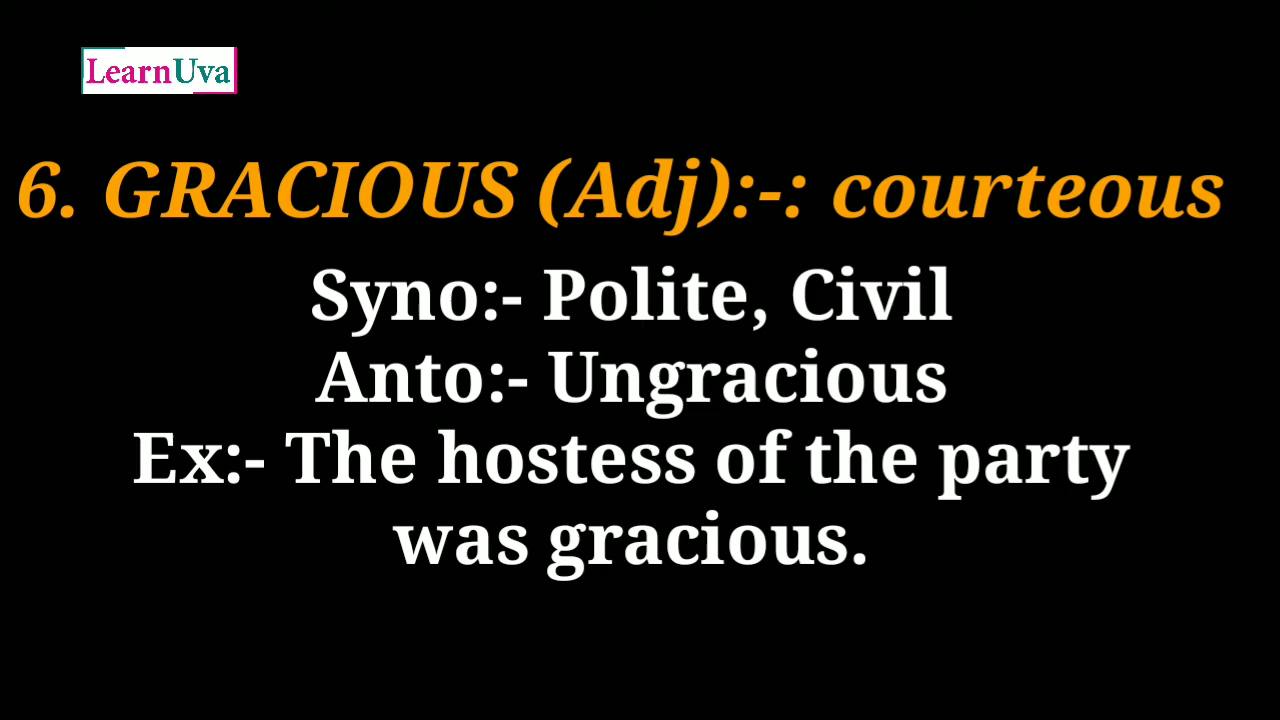 LearnUva
6. GRACIOUS (Adj):-: courteous
Syno:- Polite, Civil
Anto:- Ungracious
Ex:- The hostess of the party
was gracious.